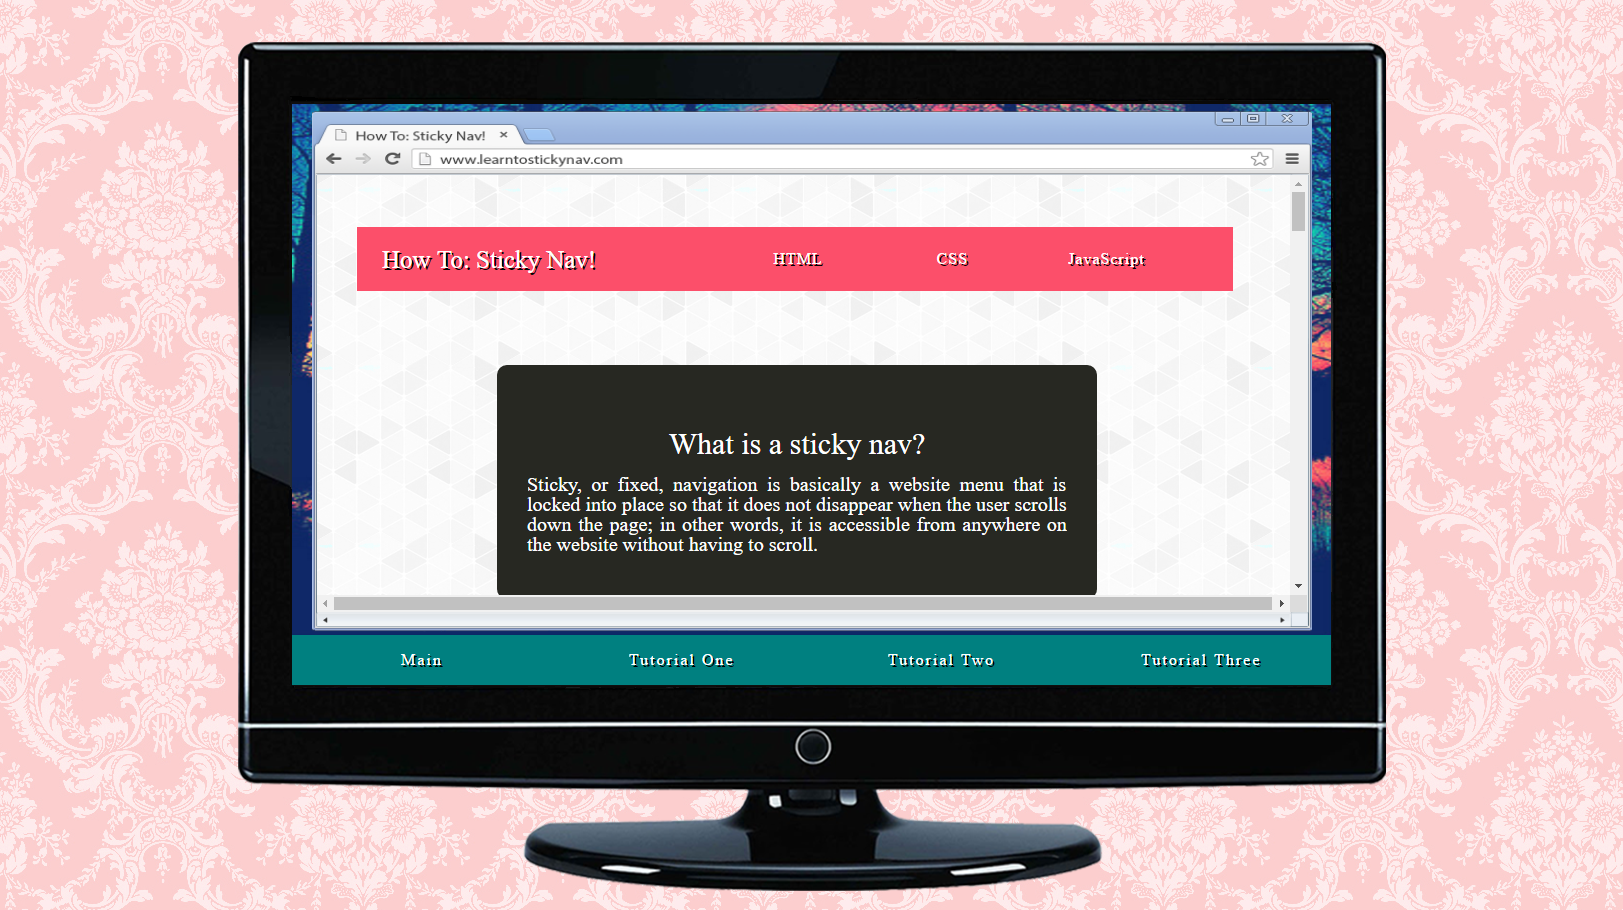 How To: Sticky Nav!
www.learntostickynav.com
How To: Sticky Nav! HTML CSS JavaScript
What is a sticky nav?
Sticky, or fixed, navigation is basically a website menu that is
locked into place so that it does not disappear when the user scrolls
down the page; in other words, it is accessible from anywhere on
the website without having to scroll.
Main Tutorial One Tutorial Two Tutorial Three